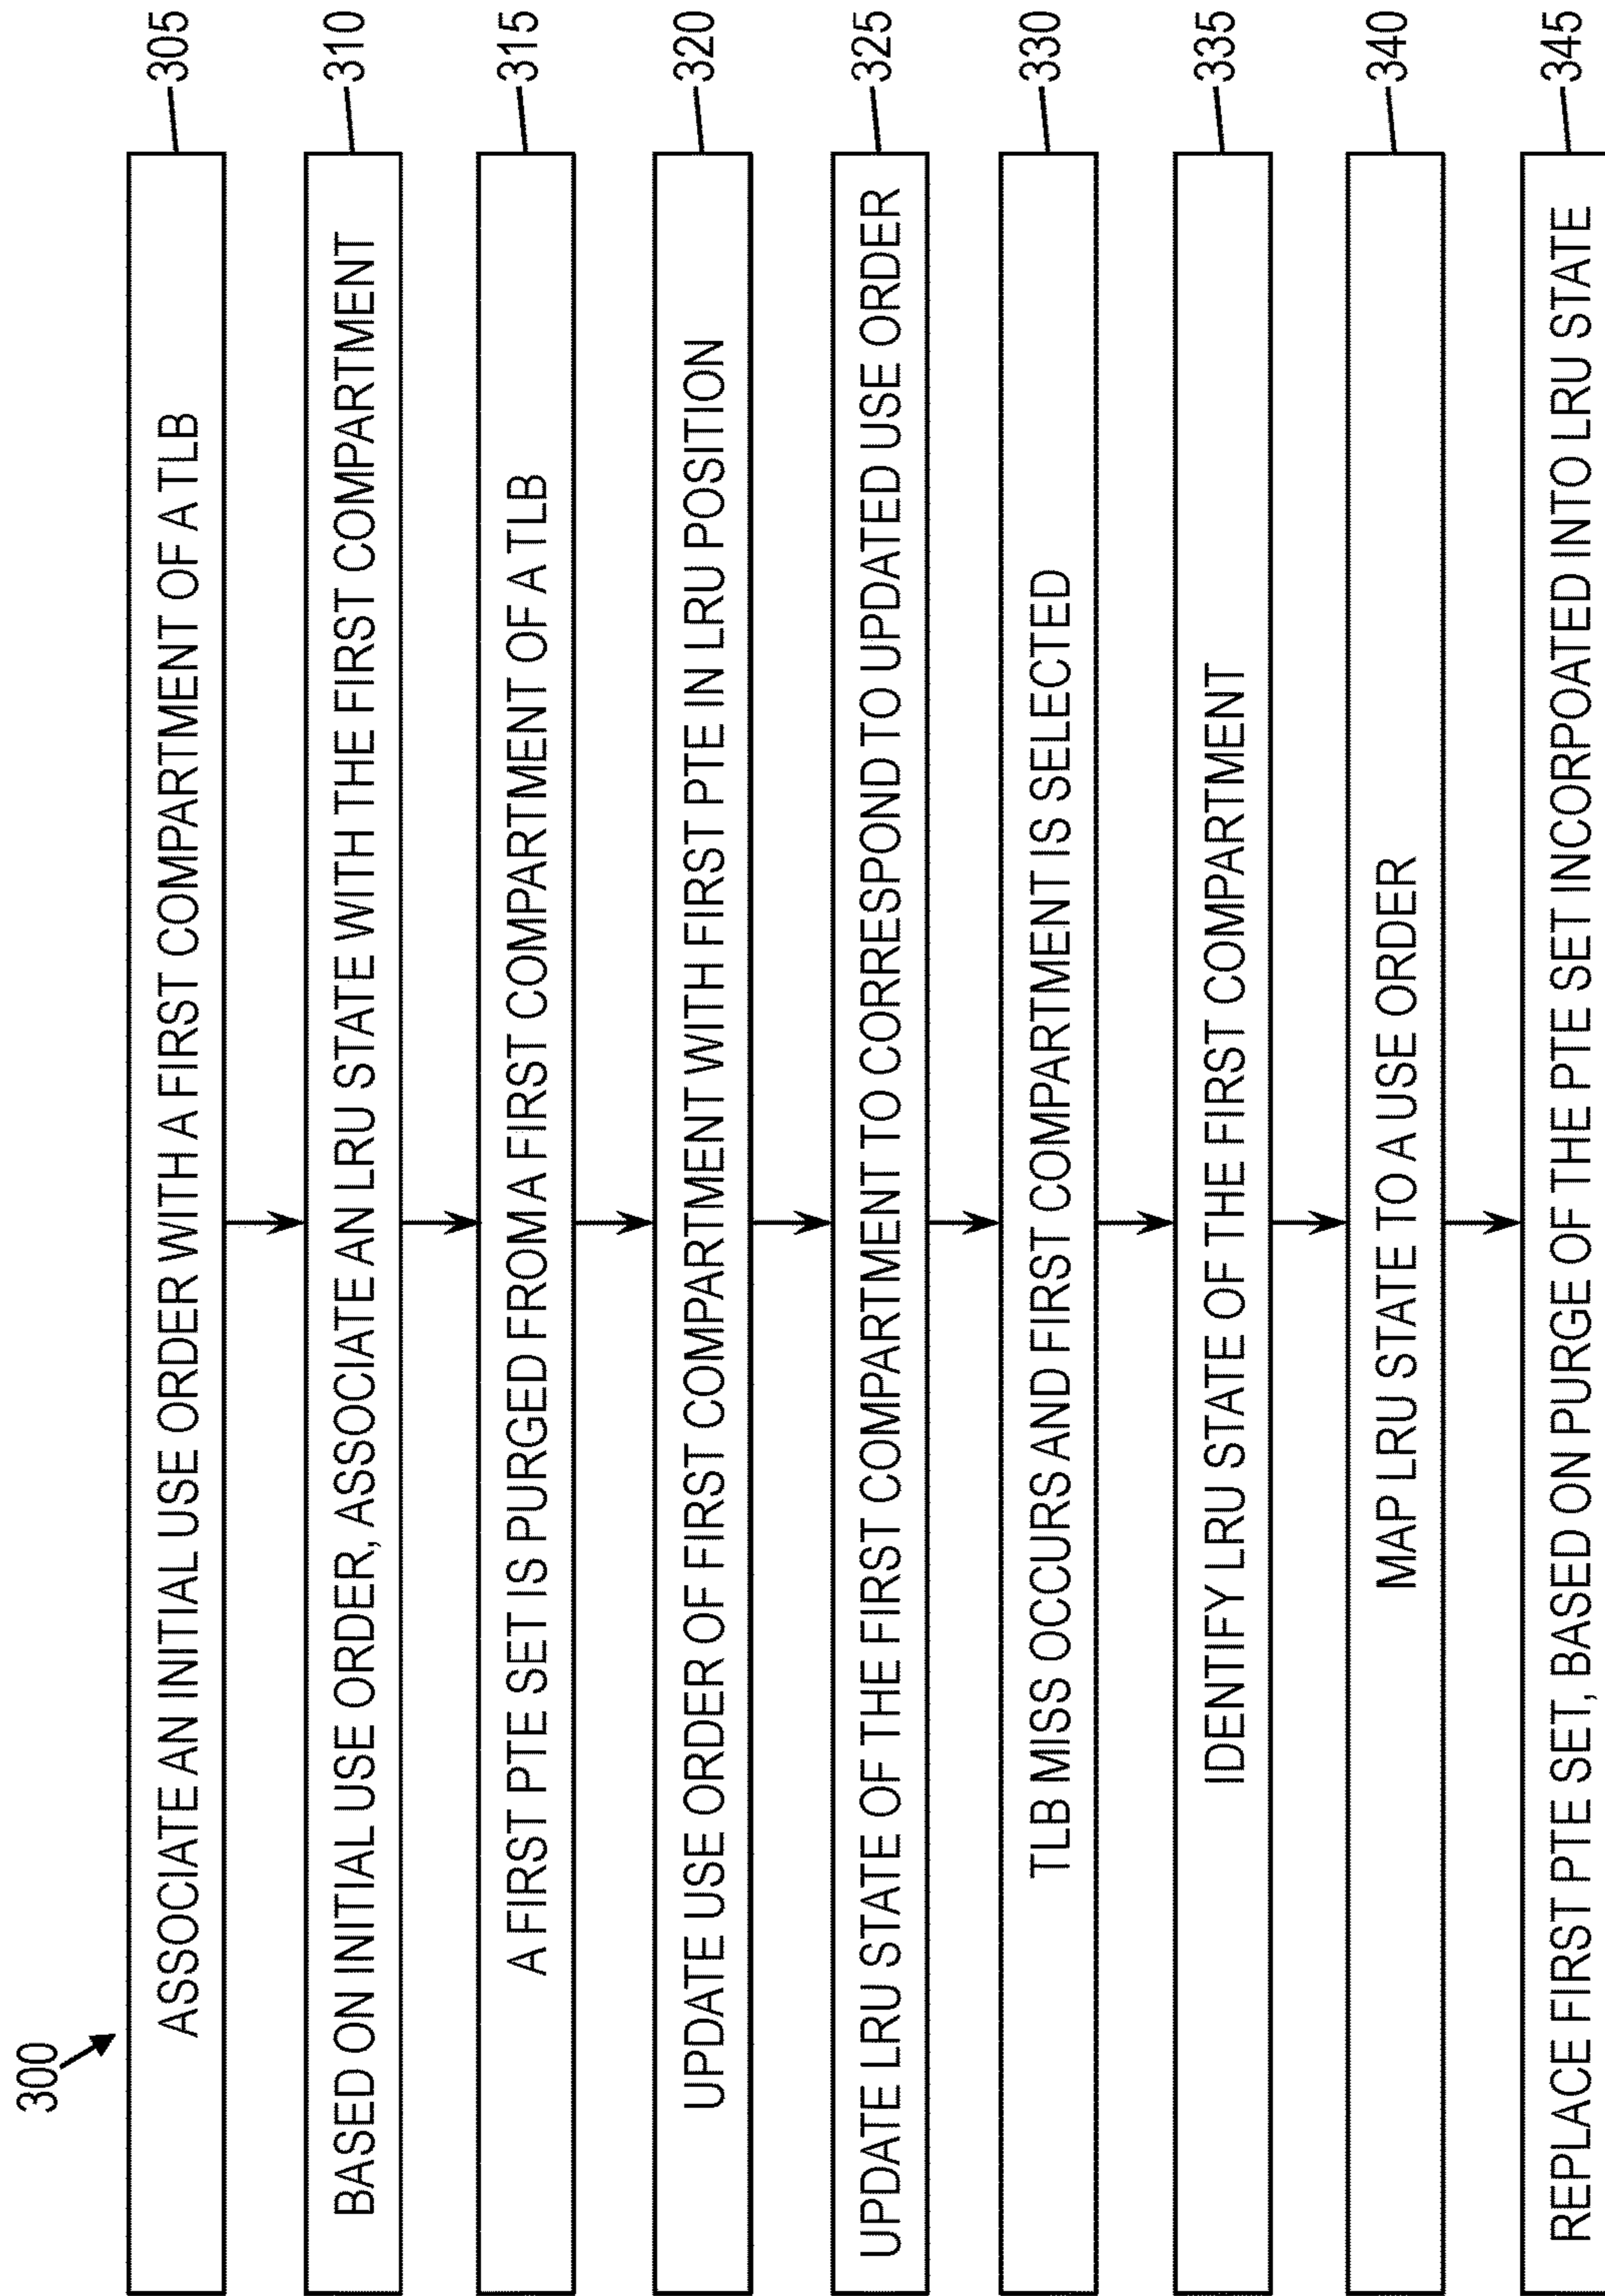 300
ASSOCIATE AN INITIAL USE ORDER WITH A FIRST COMPARTMENT OF A TLB
305
BASED ON INITIAL USE ORDER, ASSOCIATE AN LRU STATE WITH THE FIRST COMPARTMENT
310
A FIRST PTE SET IS PURGED FROM A FIRST COMPARTMENT OF A TLB
315
UPDATE USE ORDER OF FIRST COMPARTMENT WITH FIRST PTE IN LRU POSITION
320
UPDATE LRU STATE OF THE FIRST COMPARTMENT TO CORRESPOND TO UPDATED USE ORDER
325
TLB MISS OCCURS AND FIRST COMPARTMENT IS SELECTED
330
IDENTIFY LRU STATE OF THE FIRST COMPARTMENT
335
MAP LRU STATE TO A USE ORDER
340
REPLACE FIRST PTE SET, BASED ON PURGE OF THE PTE SET INCORPOATED INTO LRU STATE
345